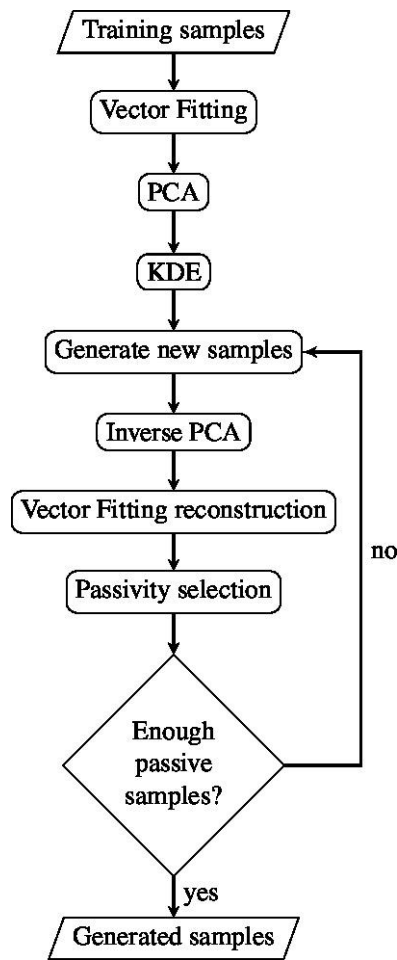 Training samples
Vector Fitting
PCA
KDE
Generate new samples
Inverse PCA
Vector Fitting reconstruction
Passivity selection
no
Enough
passive
samples?
yes
Generated samples